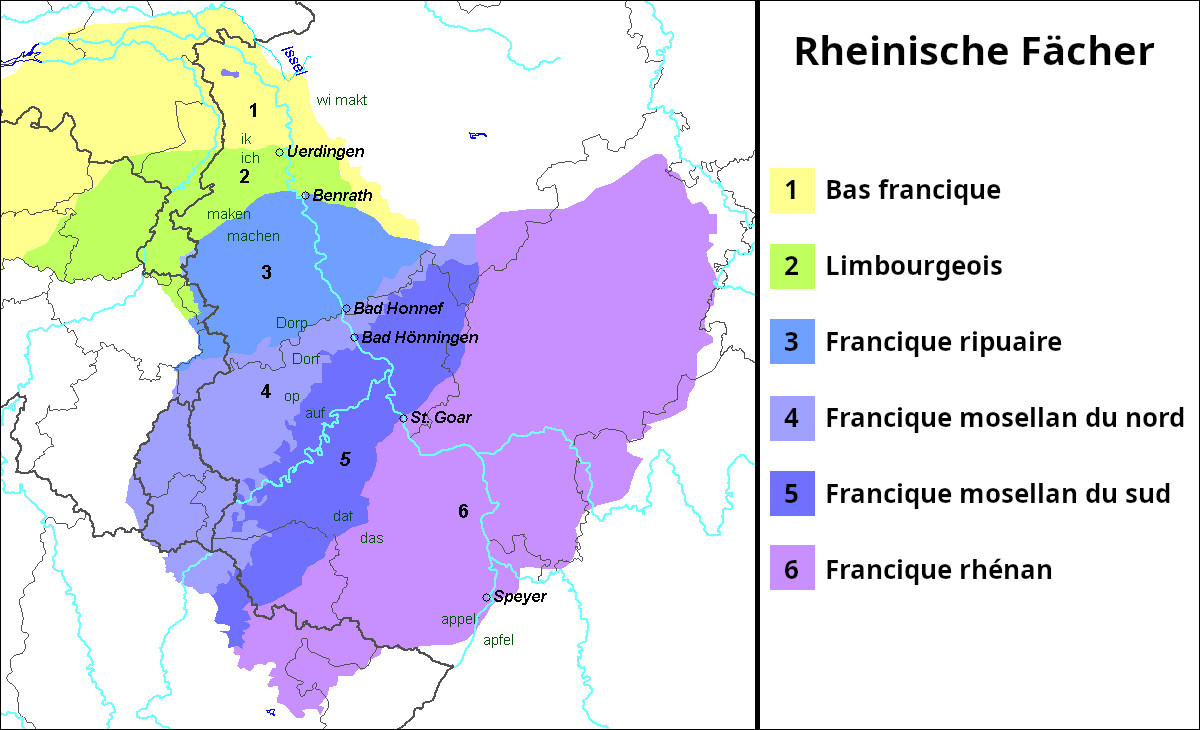 Issel
wi makt
1
ik
ich
Uerdingen
2
Benrath
maken
machen
3
Bad Honnef
Dorp
Bad Hönningen
Dorf
4
op
auf
St. Goar
5
6
dat
das
Speyer
appel
apfel
Rheinische Fächer
1 Bas francique
2 Limbourgeois
3 Francique ripuaire
4 Francique mosellan du nord
5 Francique mosellan du sud
6 Francique rhénan